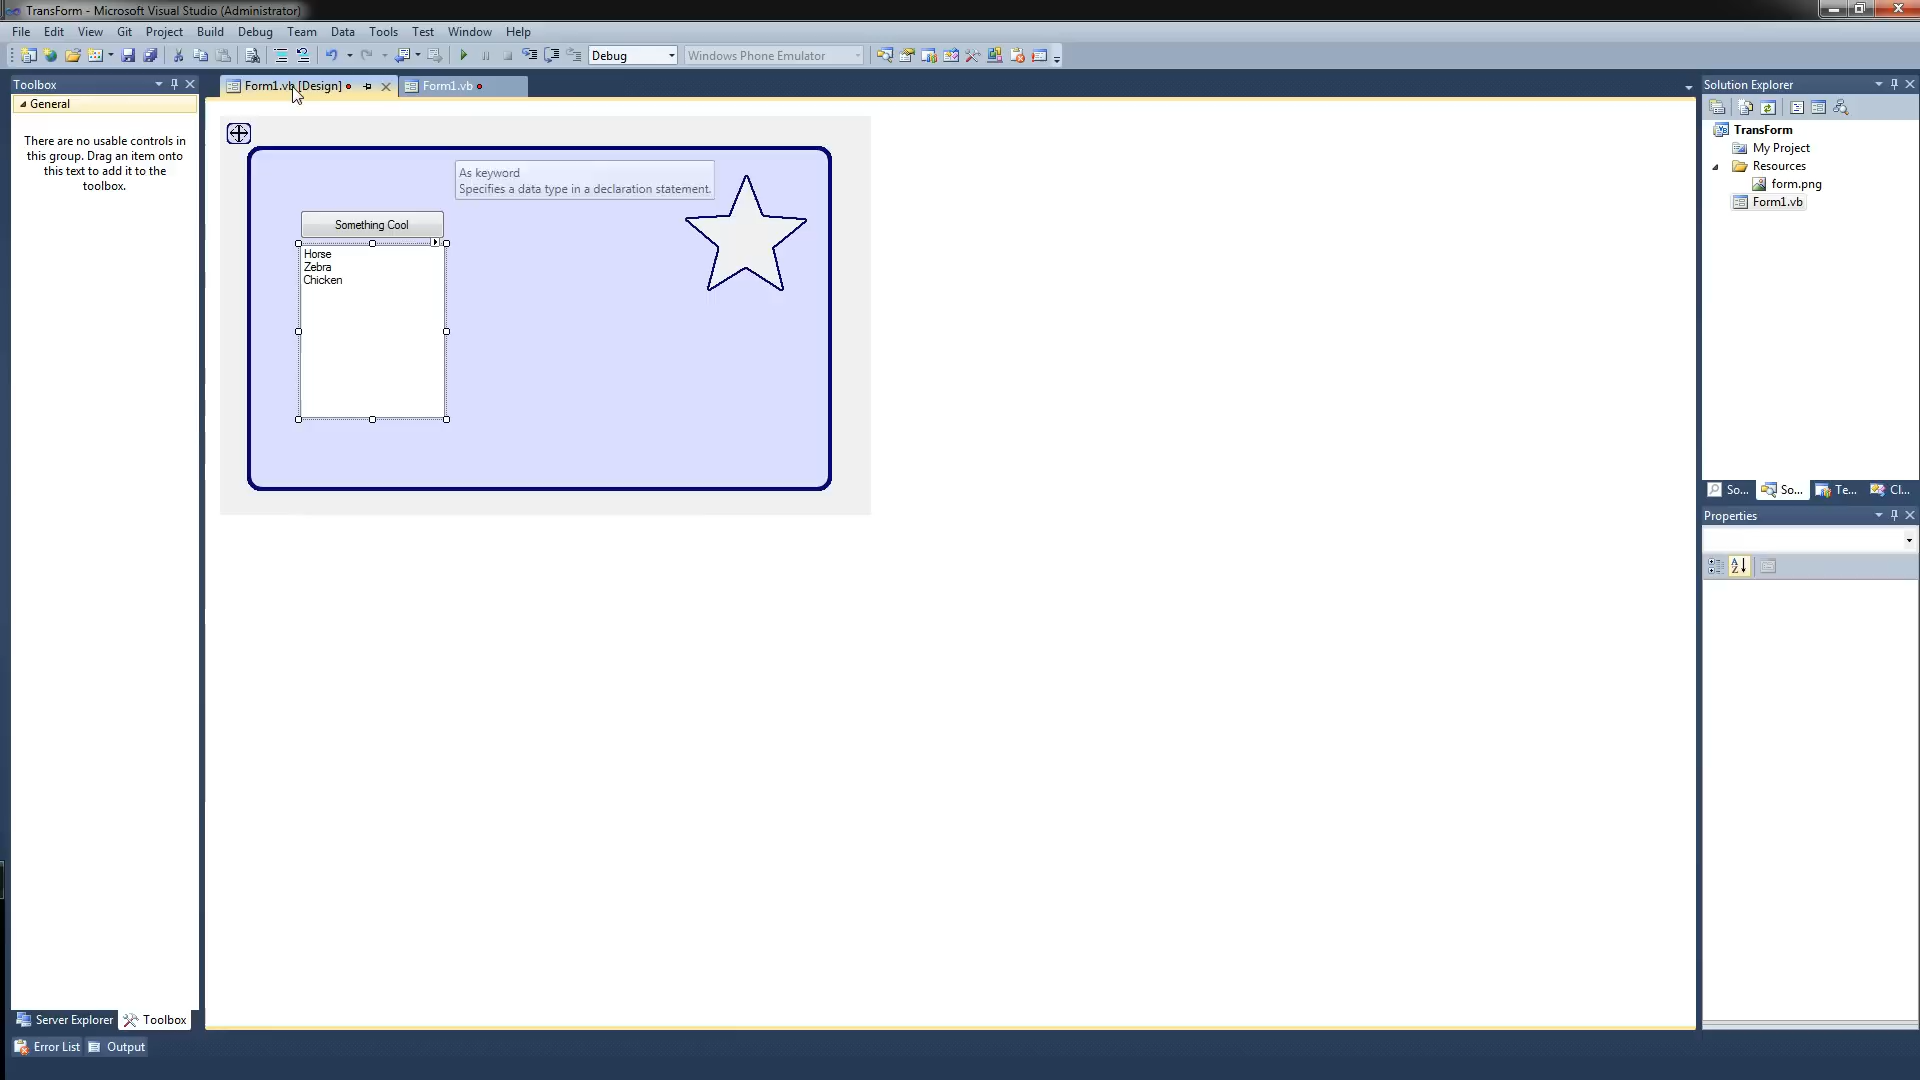 TransForm - Microsoft Visual Studio (Administrator)
File Edit View Git Project Build Debug Team Data Tools Test Window Help
Debug Windows Phone Emulator
Toolbox
General
There are no usable controls in
this group. Drag an item onto
this text to add it to the
toolbox.
Server Explorer Toolbox
Error List Output
Form1.vb [Design] Form1.vb
As keyword
Specifies a data type in a declaration statement.
Something Cool
Horse
Zebra
Chicken
Solution Explorer
TransForm
My Project
Resources
form.png
Form1.vb
So... So... Te... Cl...
Properties